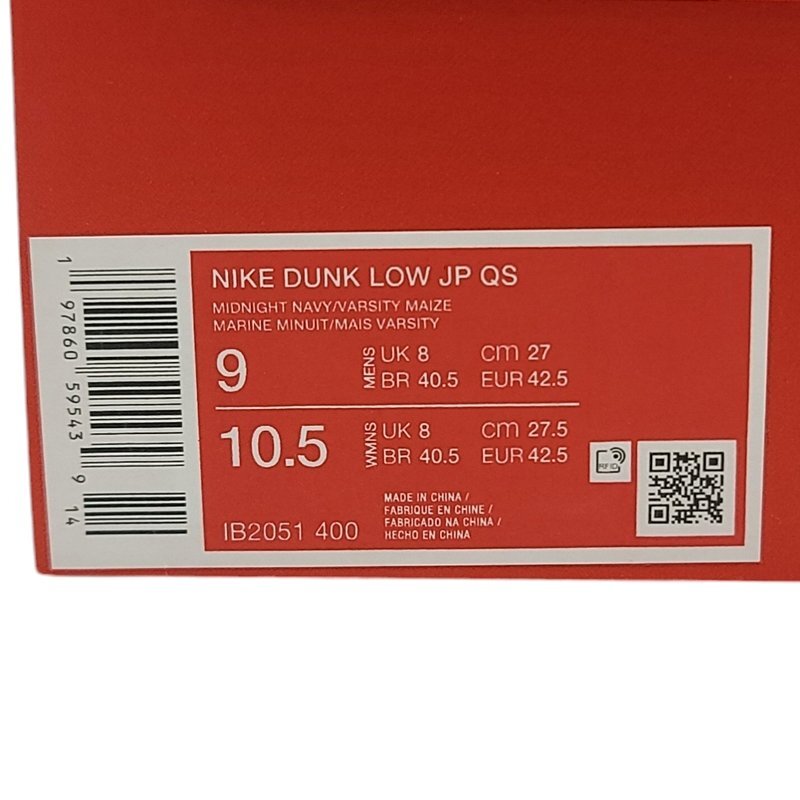 NIKE DUNK LOW JP QS
MIDNIGHT NAVY/VARSITY MAIZE
MARINE MINUIT/MAIS VARSITY
9 MENS UK 8 cm 27
BR 40.5 EUR 42.5
10.5 WMNS UK 8 cm 27.5
BR 40.5 EUR 42.5
RFID
IB2051 400
MADE IN CHINA /
FABRIQUE EN CHINE /
FABRICADO NA CHINA /
HECHO EN CHINA
1 97860 59543 9 14